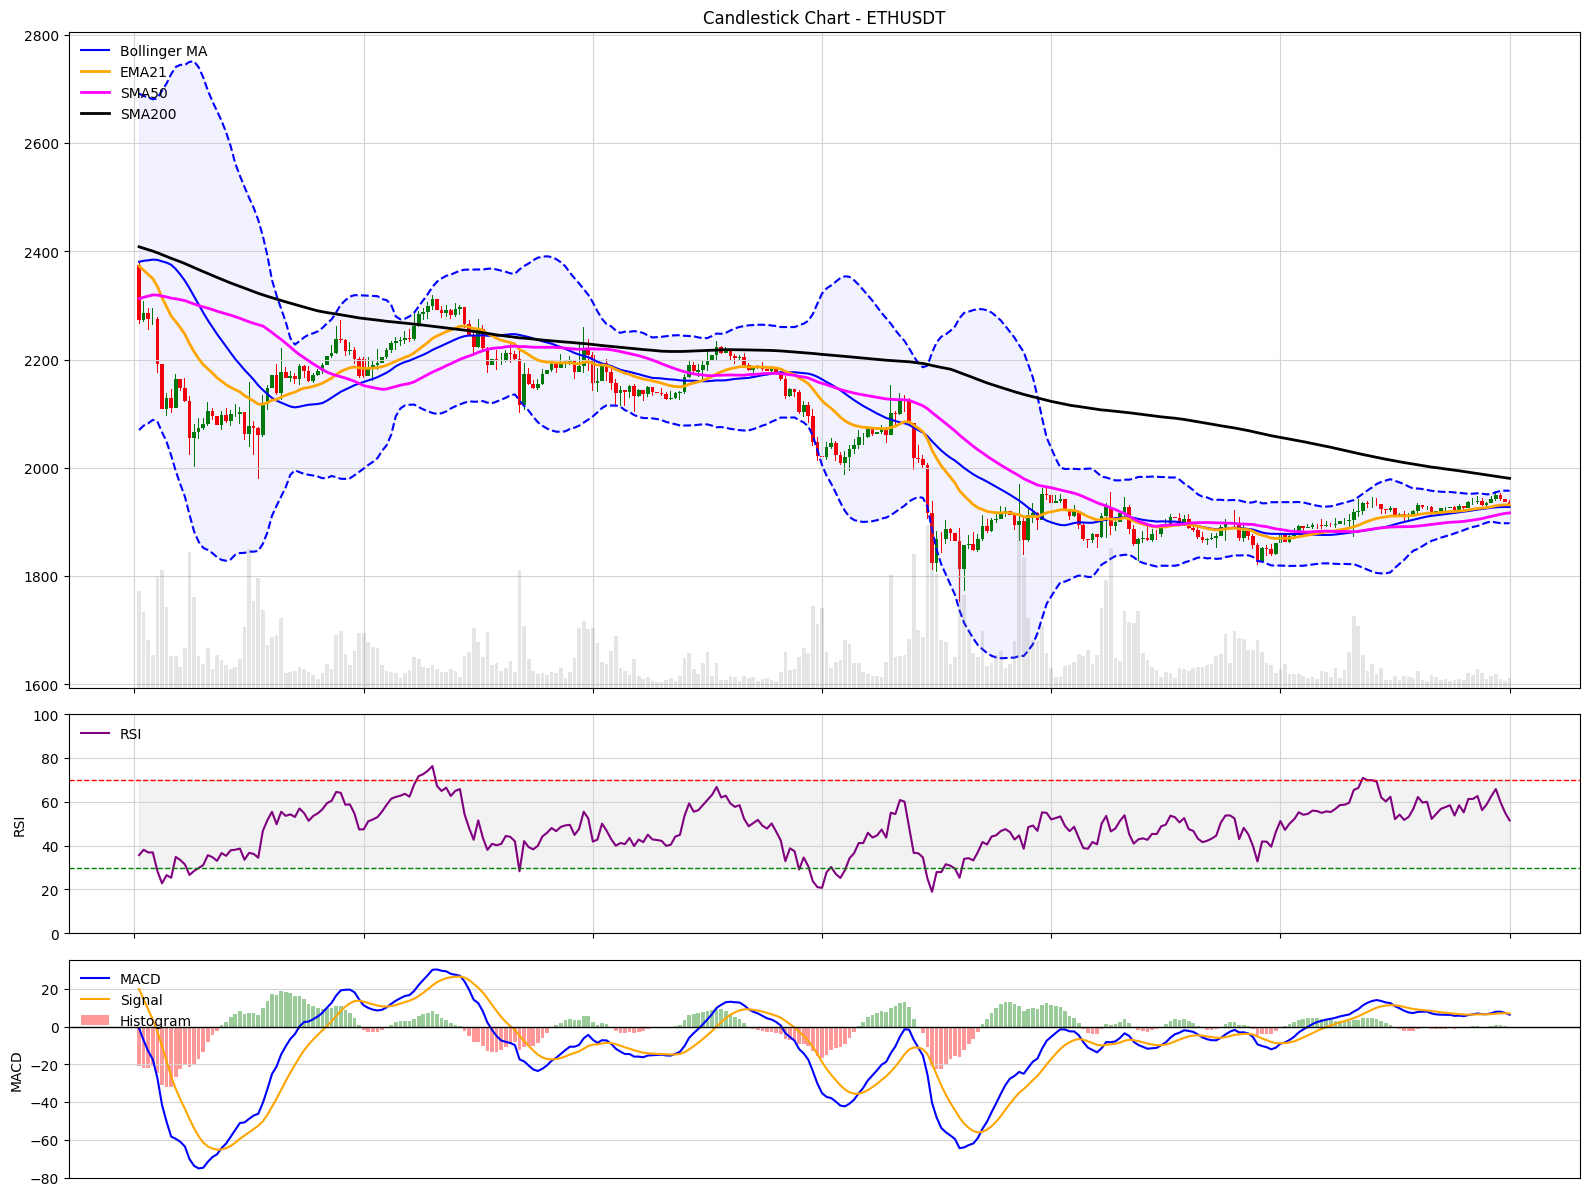 Candlestick Chart - ETHUSDT
2800
2600
2400
2200
2000
1800
1600
Bollinger MA
EMA21
SMA50
SMA200
RSI
100
80
60
40
20
0
RSI
MACD
20
0
−20
−40
−60
−80
MACD
Signal
Histogram